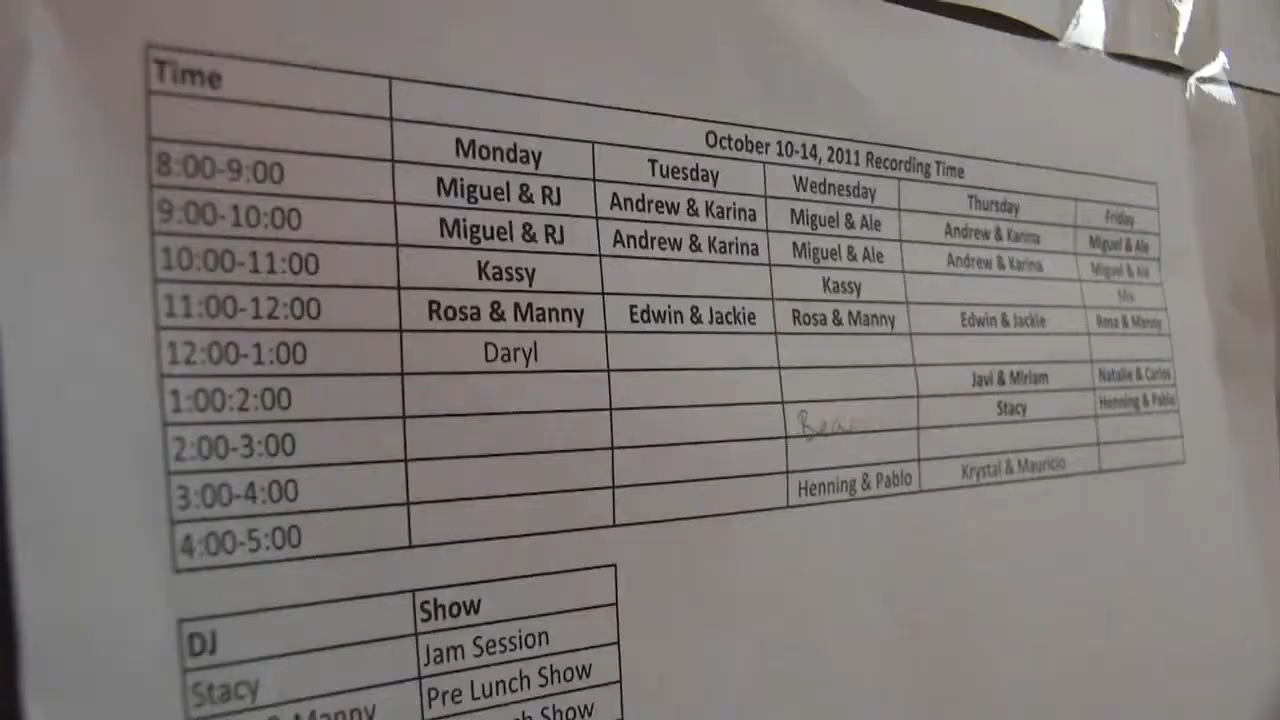 Time
October 10-14, 2011 Recording Time
Monday Tuesday Wednesday Thursday Friday
8:00-9:00 Miguel & RJ Andrew & Karina Miguel & Ale Andrew & Karina Miguel & Ale
9:00-10:00 Miguel & RJ Andrew & Karina Miguel & Ale Andrew & Karina Miguel & Ale
10:00-11:00 Kassy Kassy
11:00-12:00 Rosa & Manny Edwin & Jackie Rosa & Manny Edwin & Jackie Rosa & Manny
12:00-1:00 Daryl
1:00:2:00 Javi & Miriam Natalie & Carlos
2:00-3:00 Stacy Henning & Pablo
3:00-4:00
4:00-5:00 Henning & Pablo Krystal & Mauricio
DJ Show
Stacy Jam Session
Manny Pre Lunch Show
Show